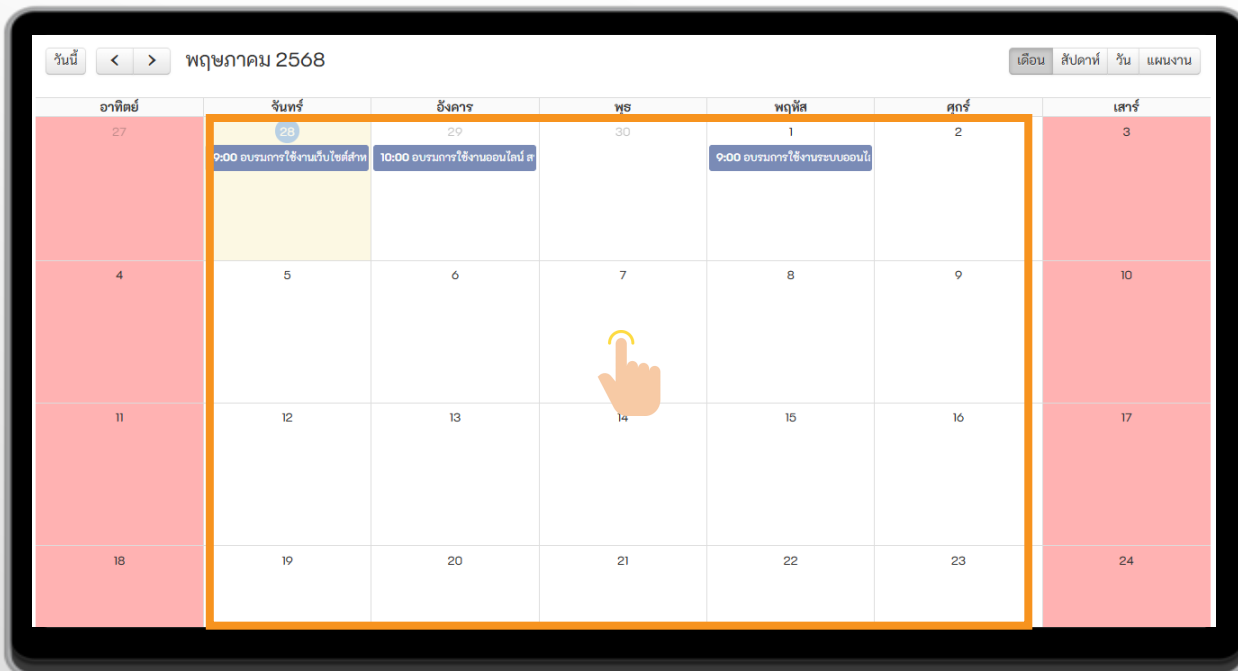 วันนี้ < > พฤษภาคม 2568 เดือน สัปดาห์ วัน แผนงาน
อาทิตย์ จันทร์ อังคาร พุธ พฤหัส ศุกร์ เสาร์
27 28 29 30 1 2 3
9:00 อบรมการใช้งานเว็บไซต์สำห 10:00 อบรมการใช้งานออนไลน์ ส 9:00 อบรมการใช้งานระบบออนไ
4 5 6 7 8 9 10
11 12 13 14 15 16 17
18 19 20 21 22 23 24